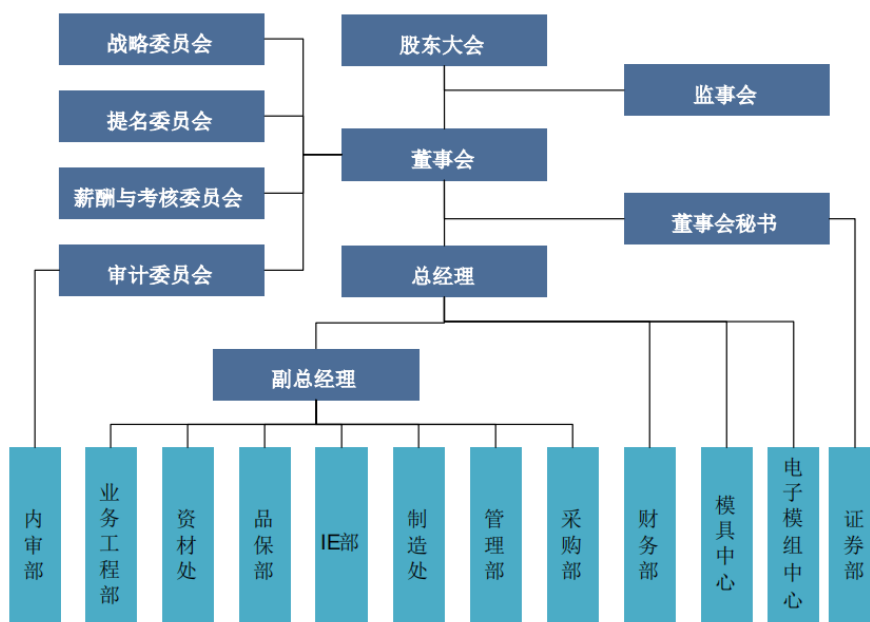 战略委员会
股东大会
提名委员会
监事会
董事会
薪酬与考核委员会
董事会秘书
审计委员会
总经理
副总经理
内审部
业务工程部
资材处
品保部
IE部
制造处
管理部
采购部
财务部
模具中心
电子模组中心
证券部